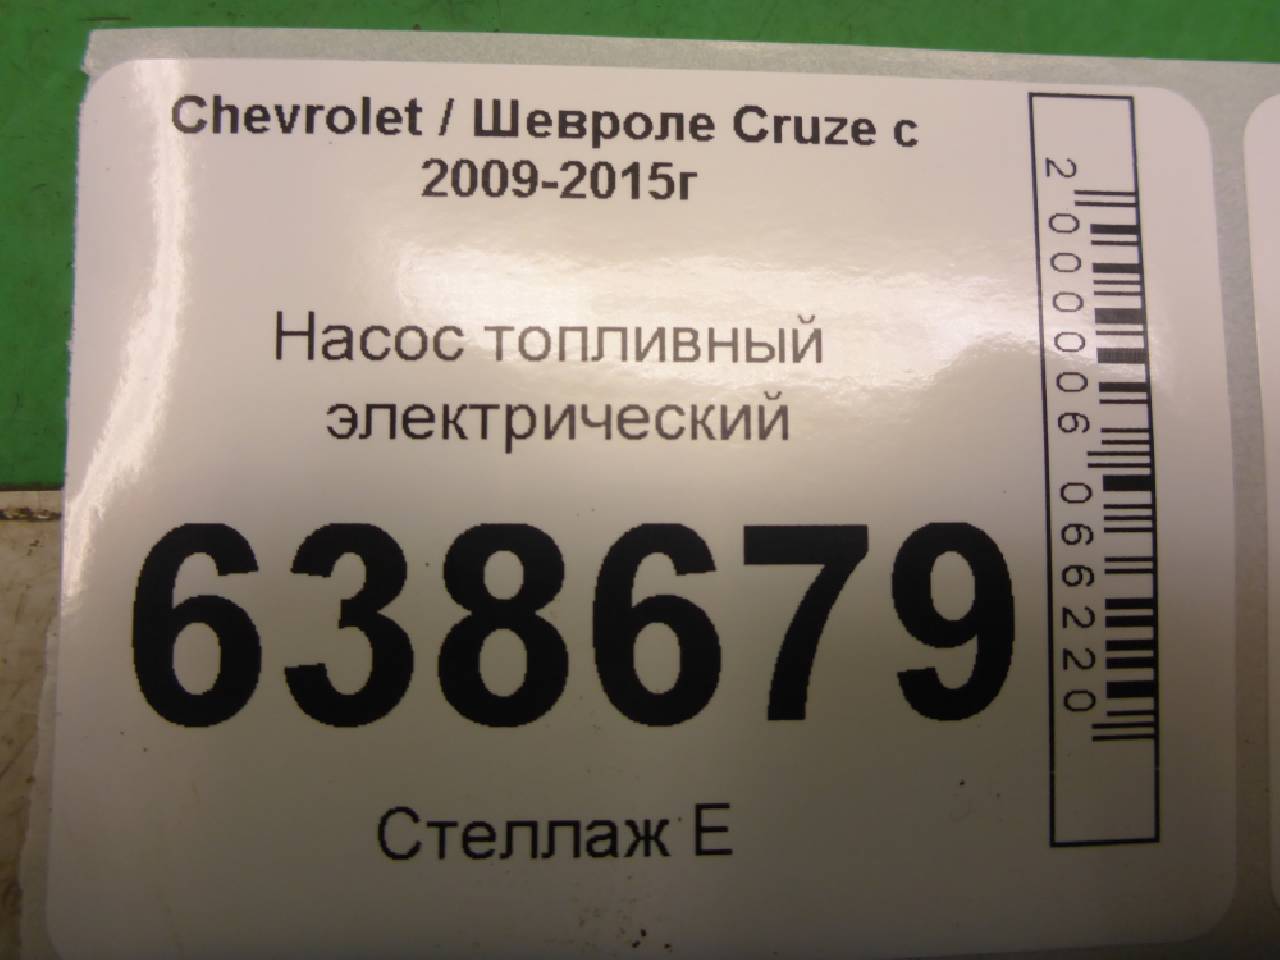 Chevrolet / Шевроле Cruze с
2009-2015г
Насос топливный
электрический
638679
Стеллаж Е
2000006066220